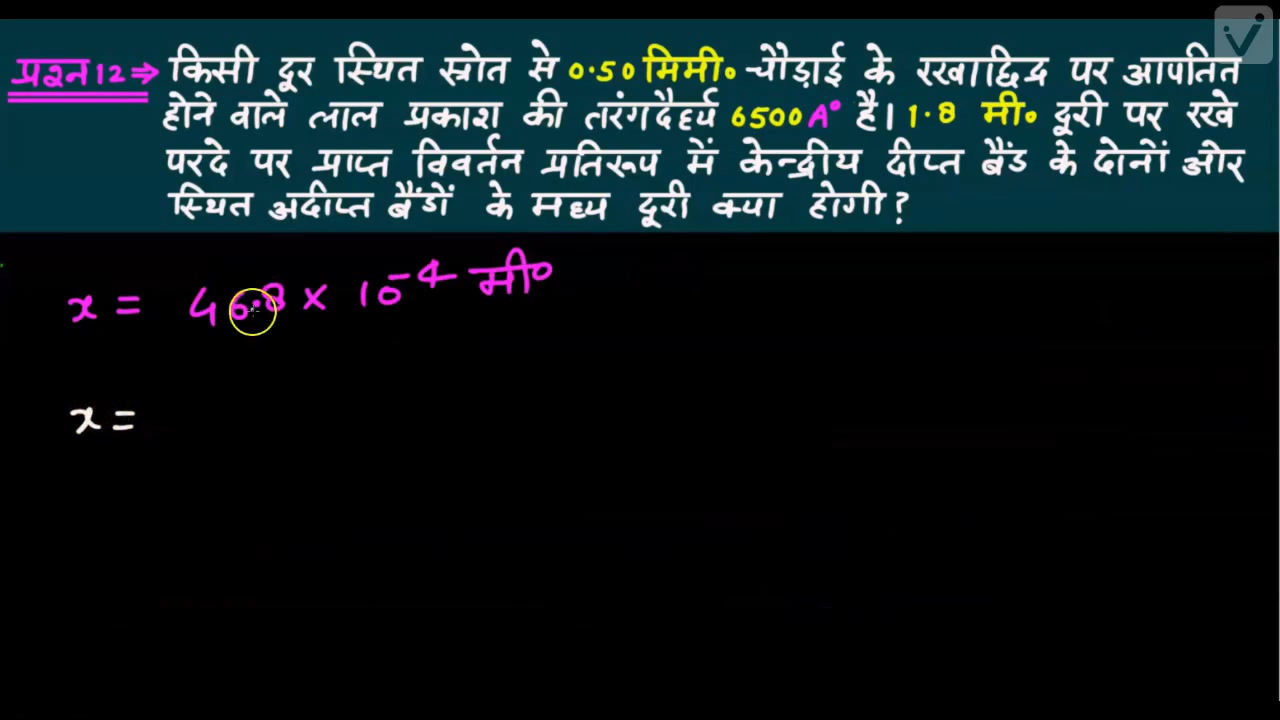 प्रश्न 12 ⇒ किसी दूर स्थित स्रोत से 0.50 मिमी० चौड़ाई के रेखाछिद्र पर आपतित
होने वाले लाल प्रकाश की तरंगदैर्घ्य 6500 A° है। 1.8 मी० दूरी पर रखे
परदे पर प्राप्त विवर्तन प्रतिरूप में केन्द्रीय दीप्त बैंड के दोनों ओर
स्थित अदीप्त बैंडों के मध्य दूरी क्या होगी?
x = 46.8 × 10⁻⁴ मी०
x =